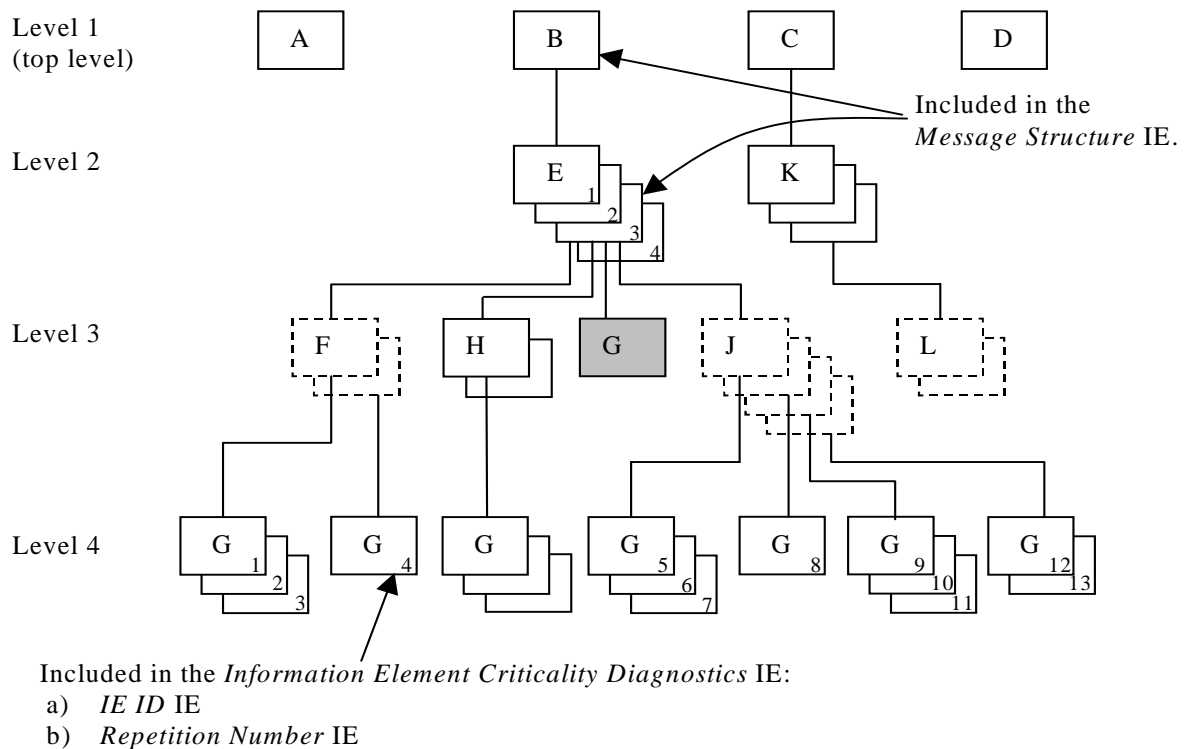 Level 1
(top level)
A
B
C
D
Included in the
Message Structure IE.
Level 2
E
1
2
3
4
K
Level 3
F
H
G
J
L
Level 4
G
1
2
3
G
4
G
G
5
6
7
G
8
G
9
10
11
G
12
13
Included in the Information Element Criticality Diagnostics IE:
a) IE ID IE
b) Repetition Number IE